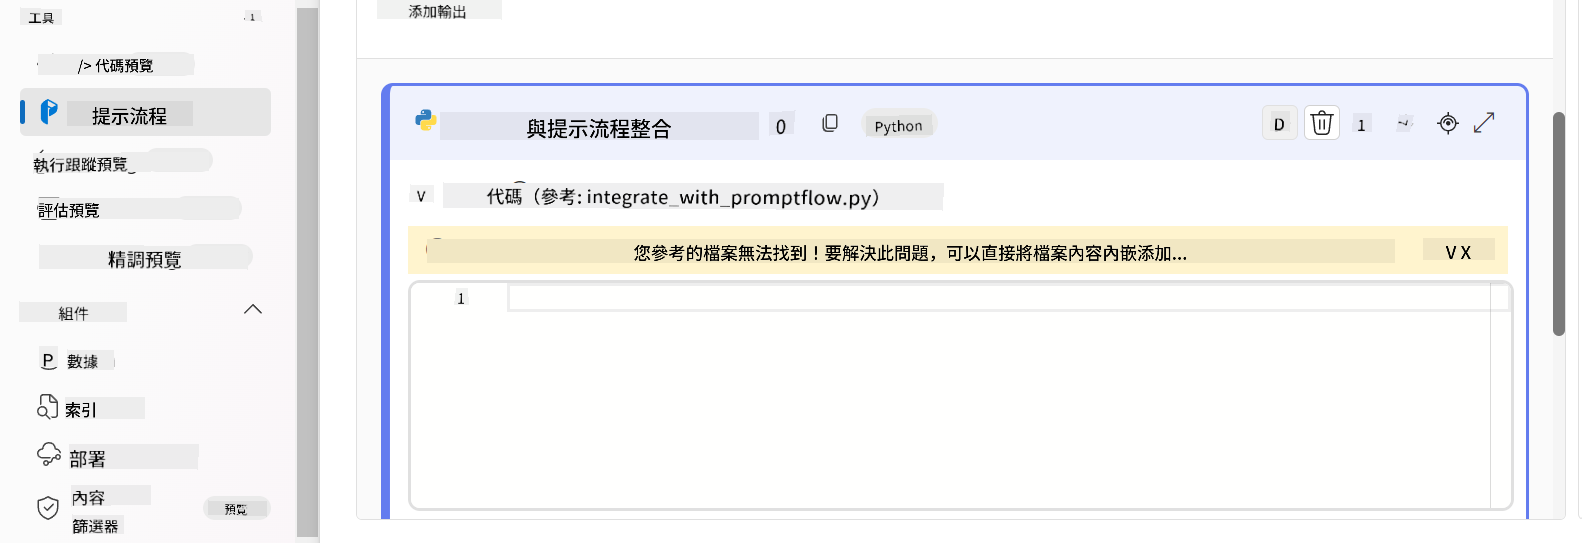 工具
1
/> 代碼預覽
提示流程
執行跟蹤預覽
評估預覽
精調預覽
組件
P 數據
索引
部署
內容
篩選器
預覧
添加輸出
與提示流程整合 0 Python D 1
V 代碼（參考: integrate_with_promptflow.py）
您參考的檔案無法找到！要解決此問題，可以直接將檔案內容內嵌添加... V X
1